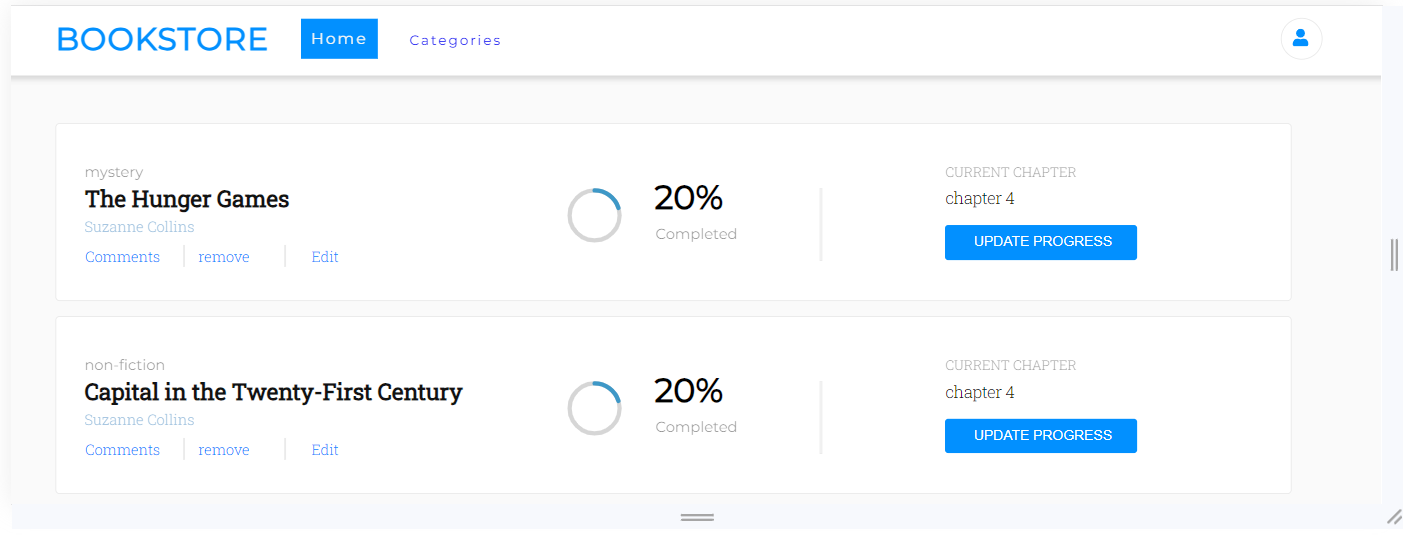 BOOKSTORE Home Categories
mystery
The Hunger Games
Suzanne Collins
Comments remove Edit
20%
Completed
CURRENT CHAPTER
chapter 4
UPDATE PROGRESS
non-fiction
Capital in the Twenty-First Century
Suzanne Collins
Comments remove Edit
20%
Completed
CURRENT CHAPTER
chapter 4
UPDATE PROGRESS